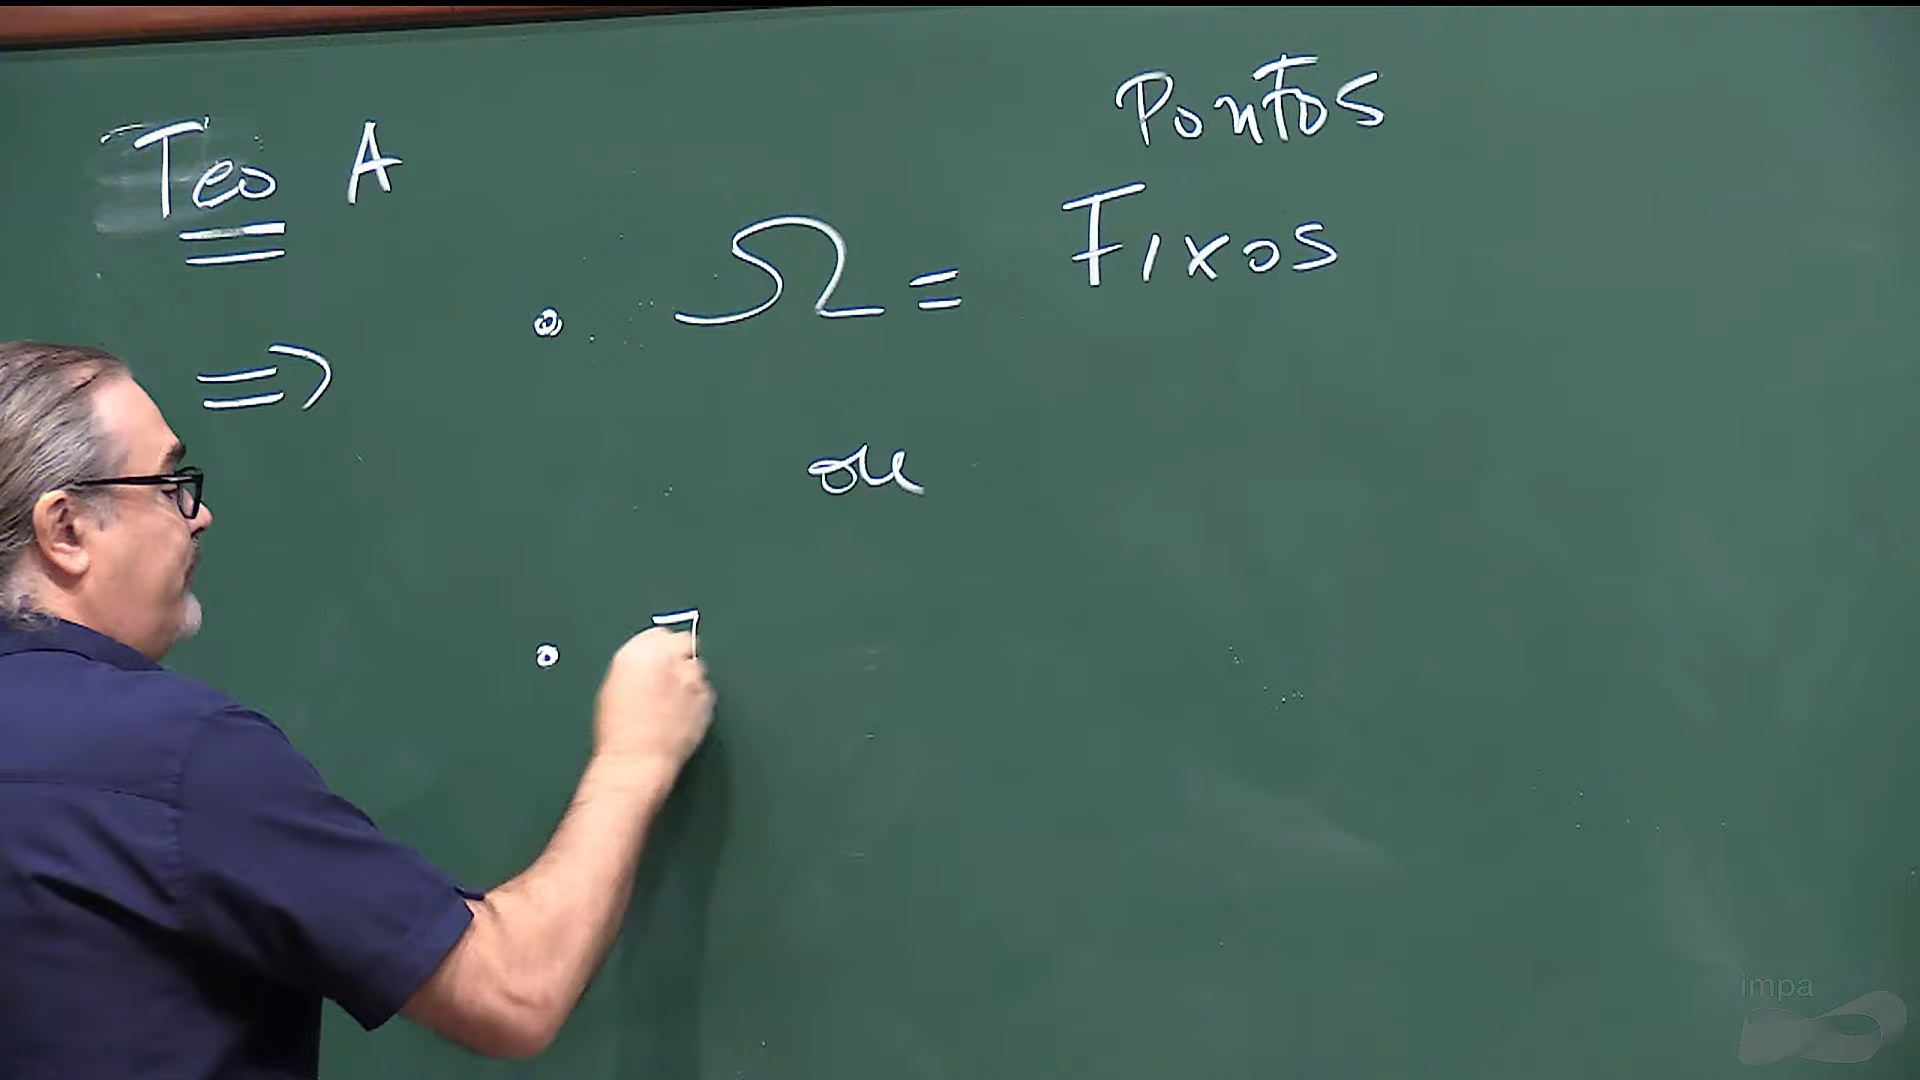 Teo A
⇒
• Ω = Pontos
Fixos
ou
•
impa